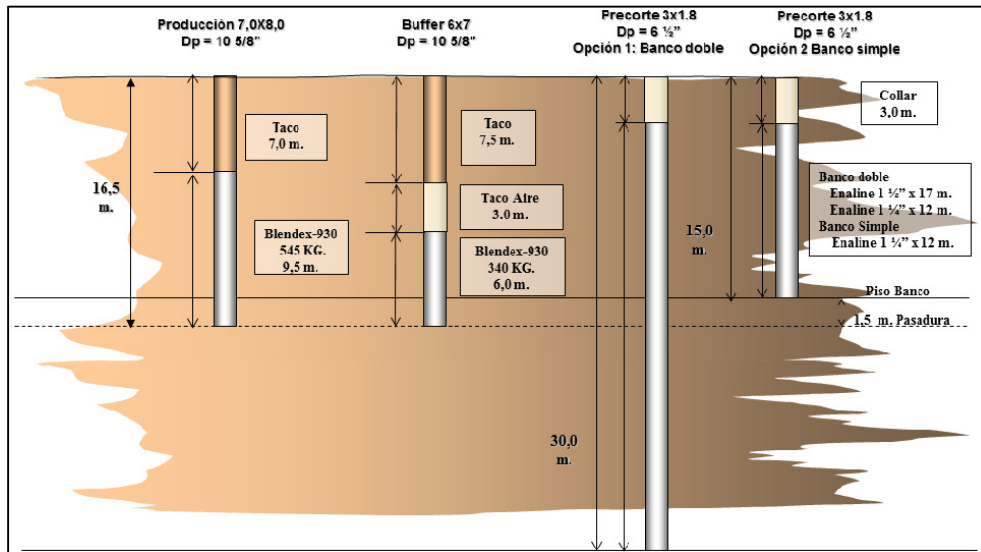 Producción 7,0X8,0
Dp = 10 5/8"
Buffer 6x7
Dp = 10 5/8"
Precorte 3x1.8
Dp = 6 ½"
Opción 1: Banco doble
Precorte 3x1.8
Dp = 6 ½"
Opción 2 Banco simple
Taco
7,0 m.
Taco
7,5 m.
Collar
3,0 m.
16,5
m.
Taco Aire
3.0 m.
Banco doble
Enaline 1 ½" x 17 m.
Enaline 1 ¼" x 12 m.
Banco Simple
Enaline 1 ¼" x 12 m.
Blendex-930
545 KG.
9,5 m.
Blendex-930
340 KG.
6,0 m.
15,0
m.
Piso Banco
1,5 m. Pasadura
30,0
m.